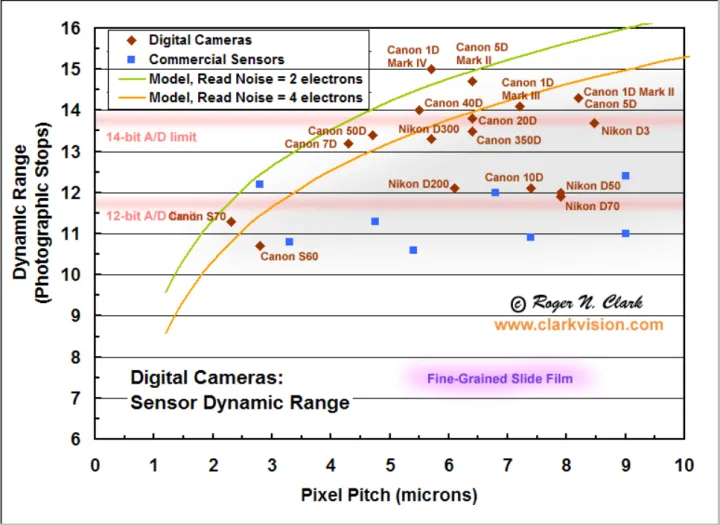 16
15
14
13
12
11
10
9
8
7
6
Dynamic Range
(Photographic Stops)
Digital Cameras
Commercial Sensors
Model, Read Noise = 2 electrons
Model, Read Noise = 4 electrons
Canon 1D
Mark IV
Canon 5D
Mark II
Canon 1D
Mark III
Canon 1D Mark II
Canon 5D
Canon 40D
14-bit A/D limit
Canon 50D
Canon 7D
Nikon D300
Canon 20D
Canon 350D
Nikon D3
Nikon D200
Canon 10D
Nikon D50
Nikon D70
12-bit A/D
Canon S70
Canon S60
© Roger N. Clark
www.clarkvision.com
Digital Cameras:
Sensor Dynamic Range
Fine-Grained Slide Film
0 1 2 3 4 5 6 7 8 9 10
Pixel Pitch (microns)